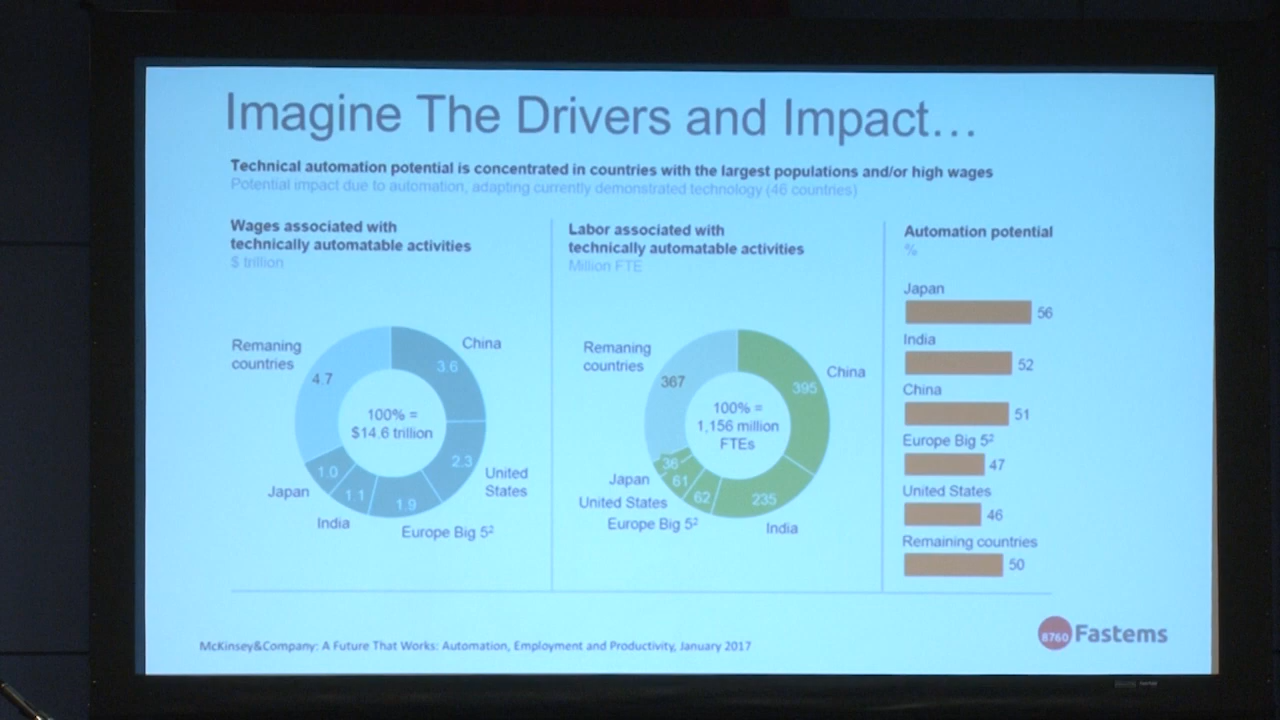 Imagine The Drivers and Impact...
Technical automation potential is concentrated in countries with the largest populations and/or high wages
Potential impact due to automation, adapting currently demonstrated technology (46 countries)
Wages associated with
technically automatable activities
$ trillion
Remaning
countries
4.7
China
3.6
100% =
$14.6 trillion
2.3
United
States
1.9
Europe Big 5²
1.1
India
1.0
Japan
Labor associated with
technically automatable activities
Million FTE
Remaning
countries
367
China
395
100% =
1,156 million
FTEs
36
Japan
61
United States
62
Europe Big 5²
235
India
Automation potential
%
Japan
56
India
52
China
51
Europe Big 5²
47
United States
46
Remaining countries
50
McKinsey&Company: A Future That Works: Automation, Employment and Productivity, January 2017
8760 Fastems